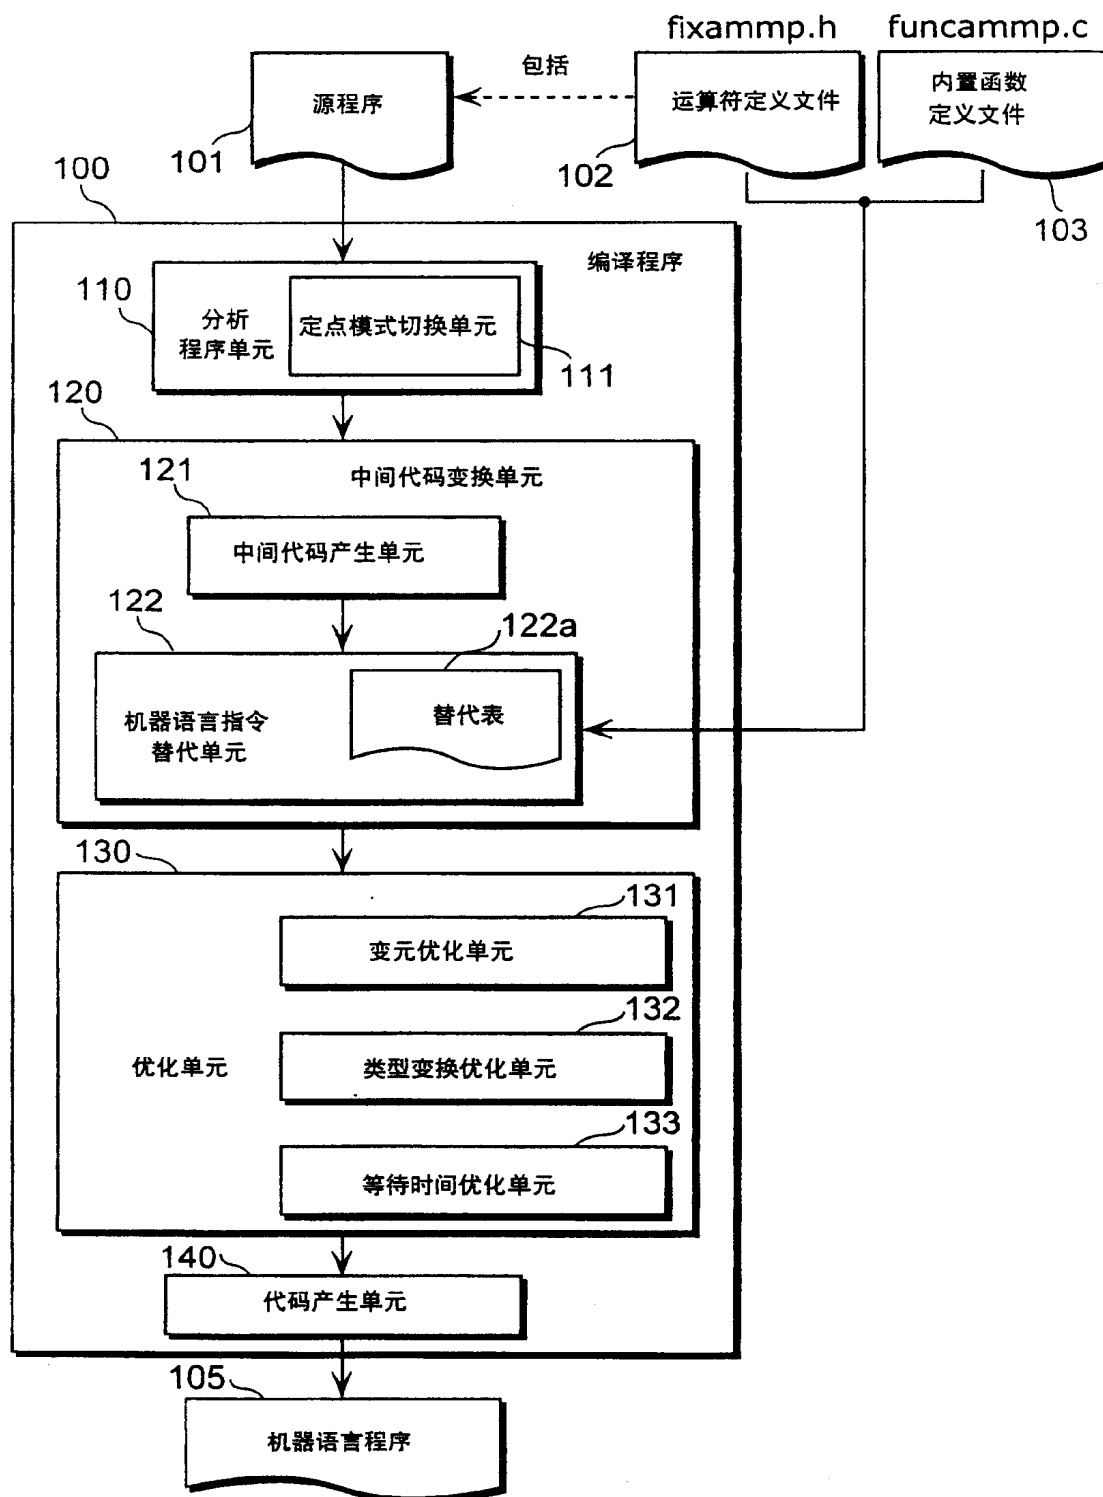 fixammp.h
funcammp.c
包括
源程序
运算符定义文件
内置函数
定义文件
101
102
103
100
编译程序
110
分析
程序单元
定点模式切换单元
111
120
中间代码变换单元
121
中间代码产生单元
122
122a
机器语言指令
替代单元
替代表
130
131
变元优化单元
132
优化单元
类型变换优化单元
133
等待时间优化单元
140
代码产生单元
105
机器语言程序